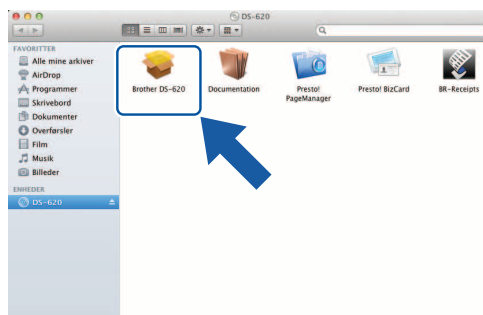 DS-620
FAVORITTER
Alle mine arkiver
AirDrop
Programmer
Skrivebord
Dokumenter
Overførsler
Film
Musik
Billeder
ENHEDER
DS-620
Brother DS-620
Documentation
Presto!
PageManager
Presto! BizCard
BR-Receipts